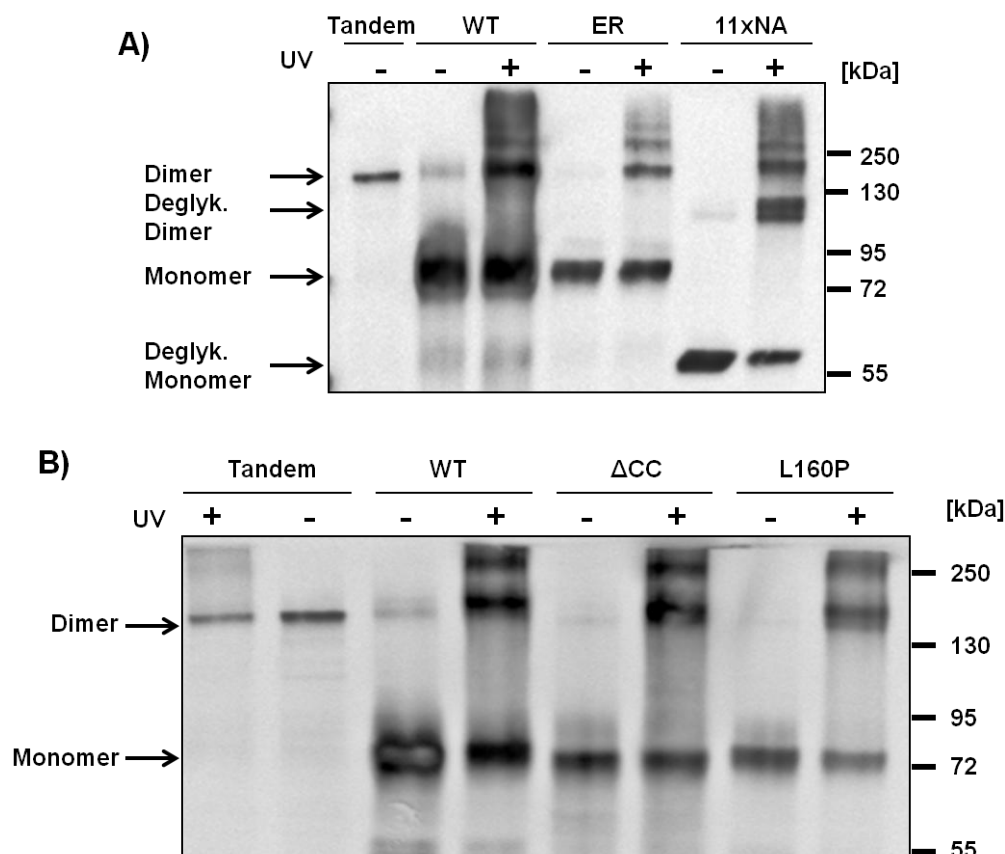 A)
Tandem WT ER 11xNA
UV - - + - + - + [kDa]
Dimer
Deglyk.
Dimer
Monomer
Deglyk.
Monomer
250
130
95
72
55
B)
Tandem WT ΔCC L160P
UV + - - + - + - + [kDa]
Dimer
Monomer
250
130
95
72
55